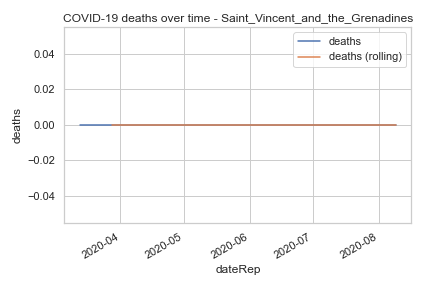 COVID-19 deaths over time - Saint_Vincent_and_the_Grenadines
deaths
deaths (rolling)
0.04
0.02
0.00
−0.02
−0.04
deaths
2020-04
2020-05
2020-06
2020-07
2020-08
dateRep